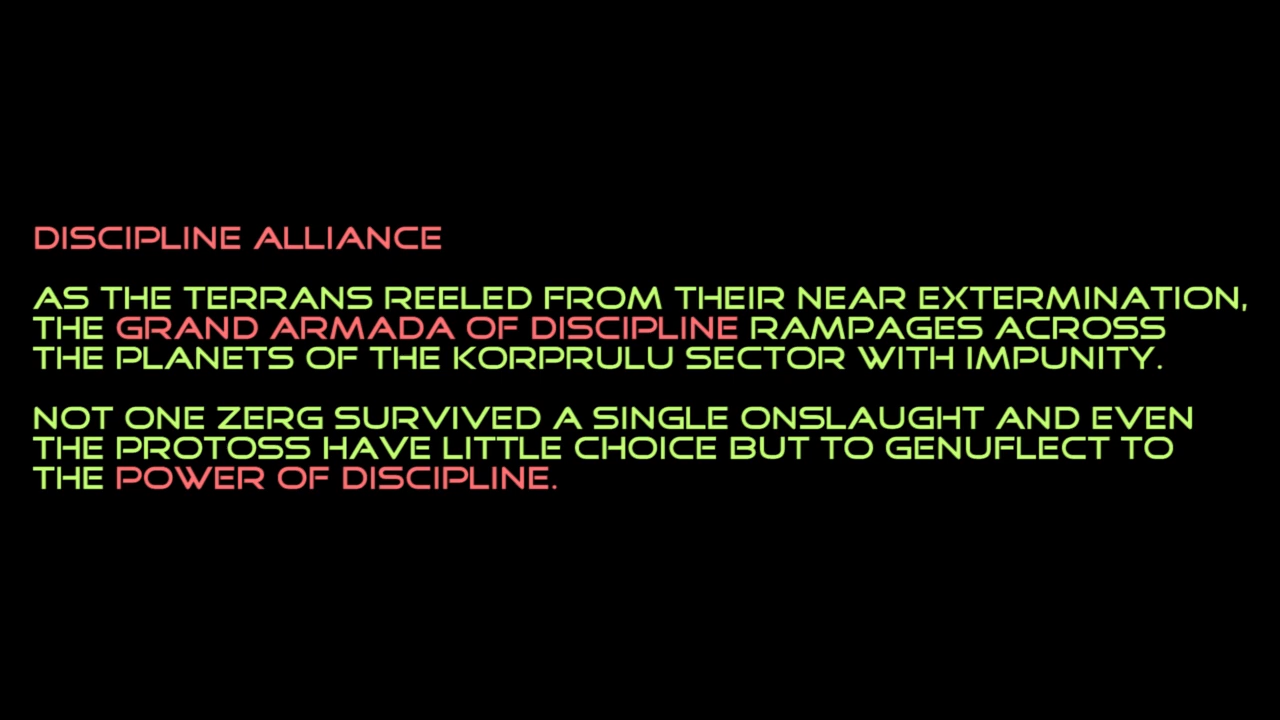 DISCIPLINE ALLIANCE
AS THE TERRANS REELED FROM THEIR NEAR EXTERMINATION,
THE GRAND ARMADA OF DISCIPLINE RAMPAGES ACROSS
THE PLANETS OF THE KORPRULU SECTOR WITH IMPUNITY.
NOT ONE ZERG SURVIVED A SINGLE ONSLAUGHT AND EVEN
THE PROTOSS HAVE LITTLE CHOICE BUT TO GENUFLECT TO
THE POWER OF DISCIPLINE.